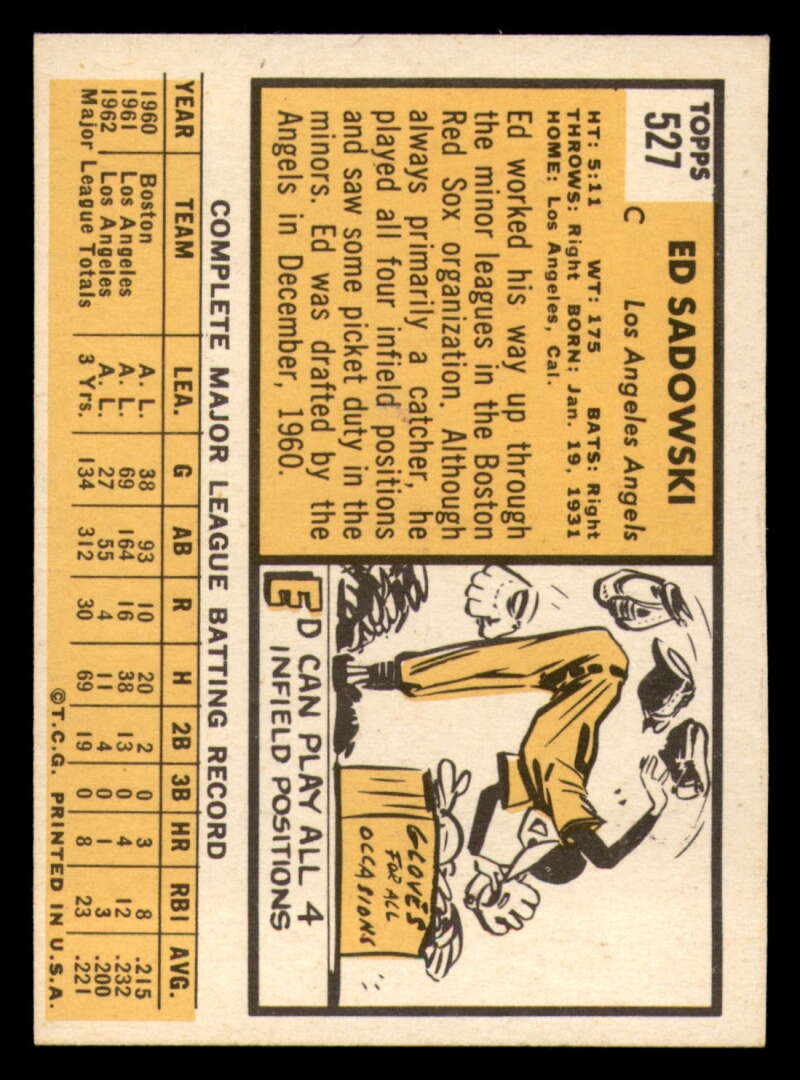 TOPPS
527
ED SADOWSKI
C Los Angeles Angels
HT: 5:11 WT: 175 BATS: Right
THROWS: Right BORN: Jan. 19, 1931
HOME: Los Angeles, Cal.
Ed worked his way up through
the minor leagues in the Boston
Red Sox organization. Although
always primarily a catcher, he
played all four infield positions
and saw some picket duty in the
minors. Ed was drafted by the
Angels in December, 1960.
GLOVES
FOR ALL
OCCASIONS
ED CAN PLAY ALL 4
INFIELD POSITIONS
COMPLETE MAJOR LEAGUE BATTING RECORD
YEAR TEAM LEA. G AB R H 2B 3B HR RBI AVG.
1960 Boston A. L. 38 93 10 20 2 0 3 8 .215
1961 Los Angeles A. L. 69 164 16 38 13 0 4 12 .232
1962 Los Angeles A. L. 27 55 4 11 4 0 1 3 .200
Major League Totals 3 Yrs. 134 312 30 69 19 0 8 23 .221
©T.C.G. PRINTED IN U.S.A.